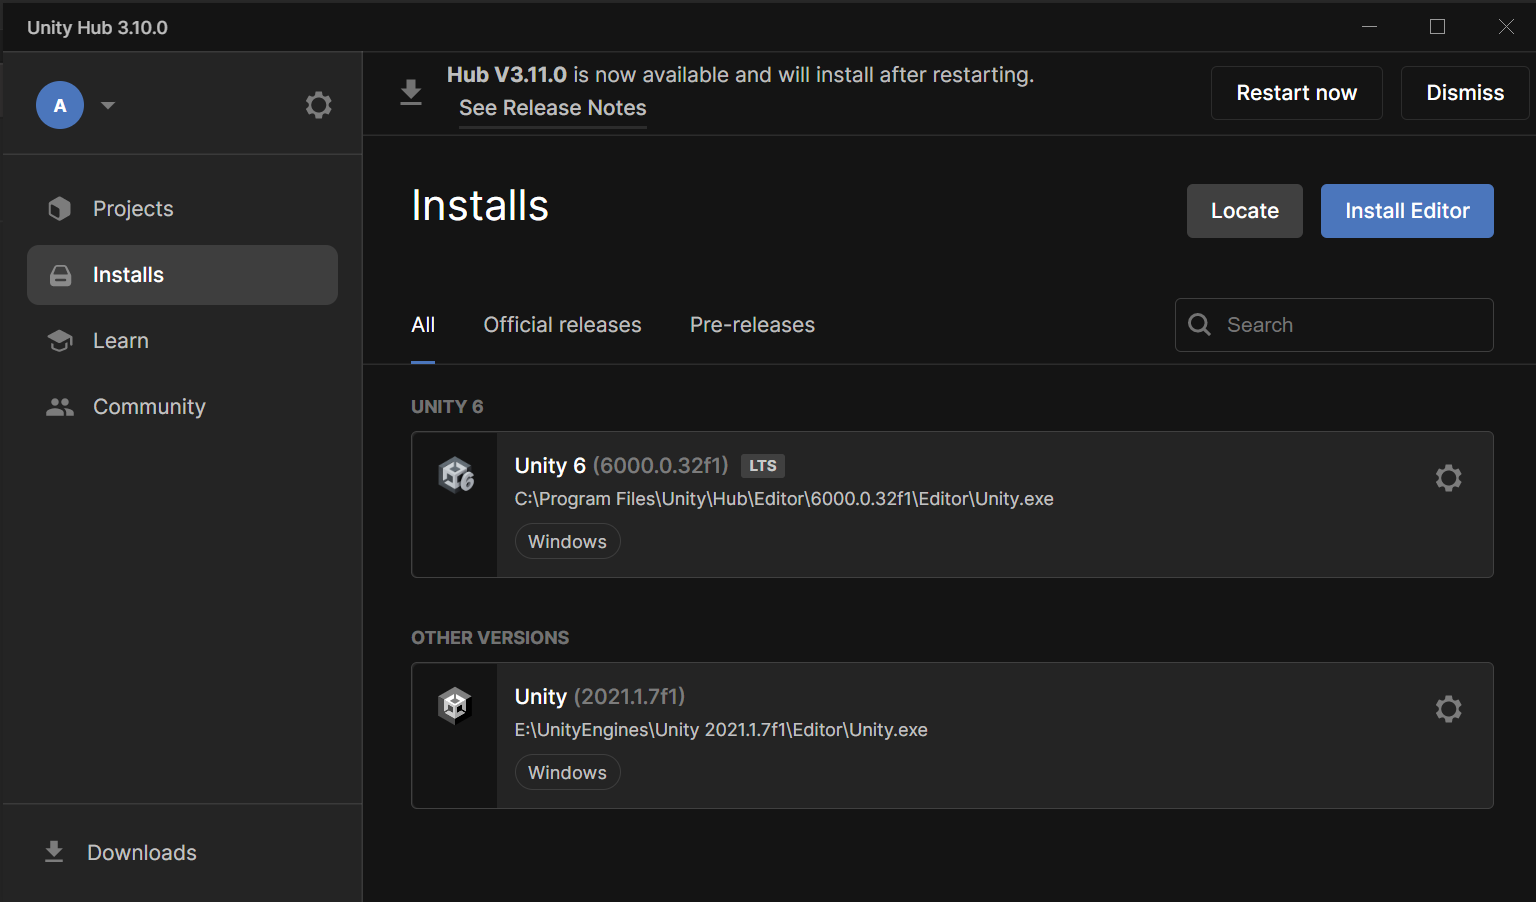 Unity Hub 3.10.0
A
Hub V3.11.0 is now available and will install after restarting.
See Release Notes
Restart now
Dismiss
Projects
Installs
Learn
Community
Downloads
Installs
Locate
Install Editor
All
Official releases
Pre-releases
Search
UNITY 6
6
Unity 6 (6000.0.32f1) LTS
C:\Program Files\Unity\Hub\Editor\6000.0.32f1\Editor\Unity.exe
Windows
OTHER VERSIONS
Unity (2021.1.7f1)
E:\UnityEngines\Unity 2021.1.7f1\Editor\Unity.exe
Windows